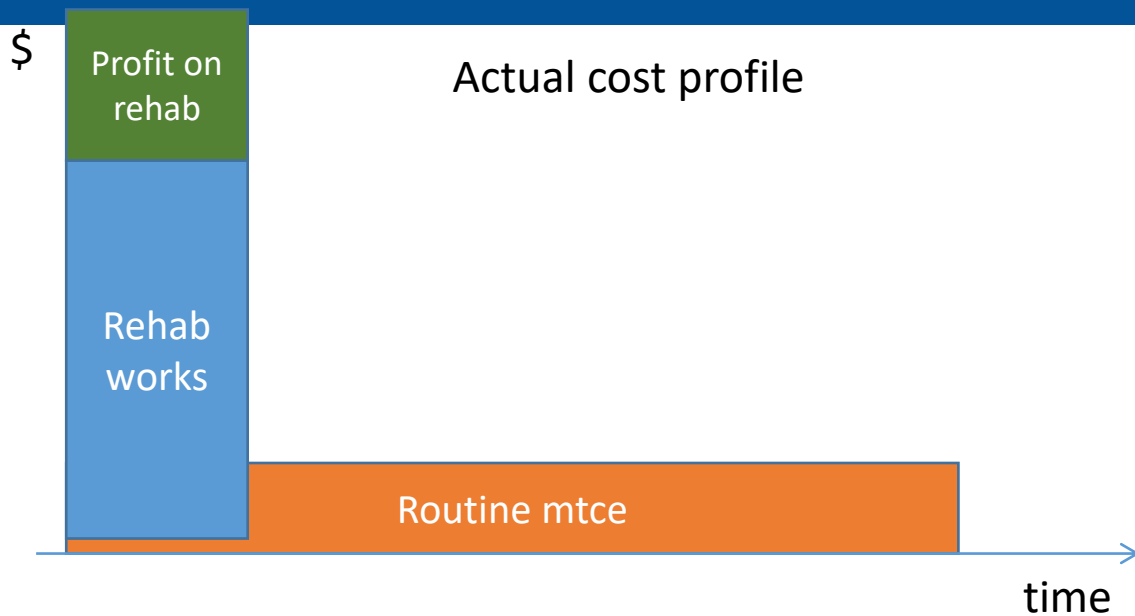 $
Profit on
rehab
Actual cost profile
Rehab
works
Routine mtce
time